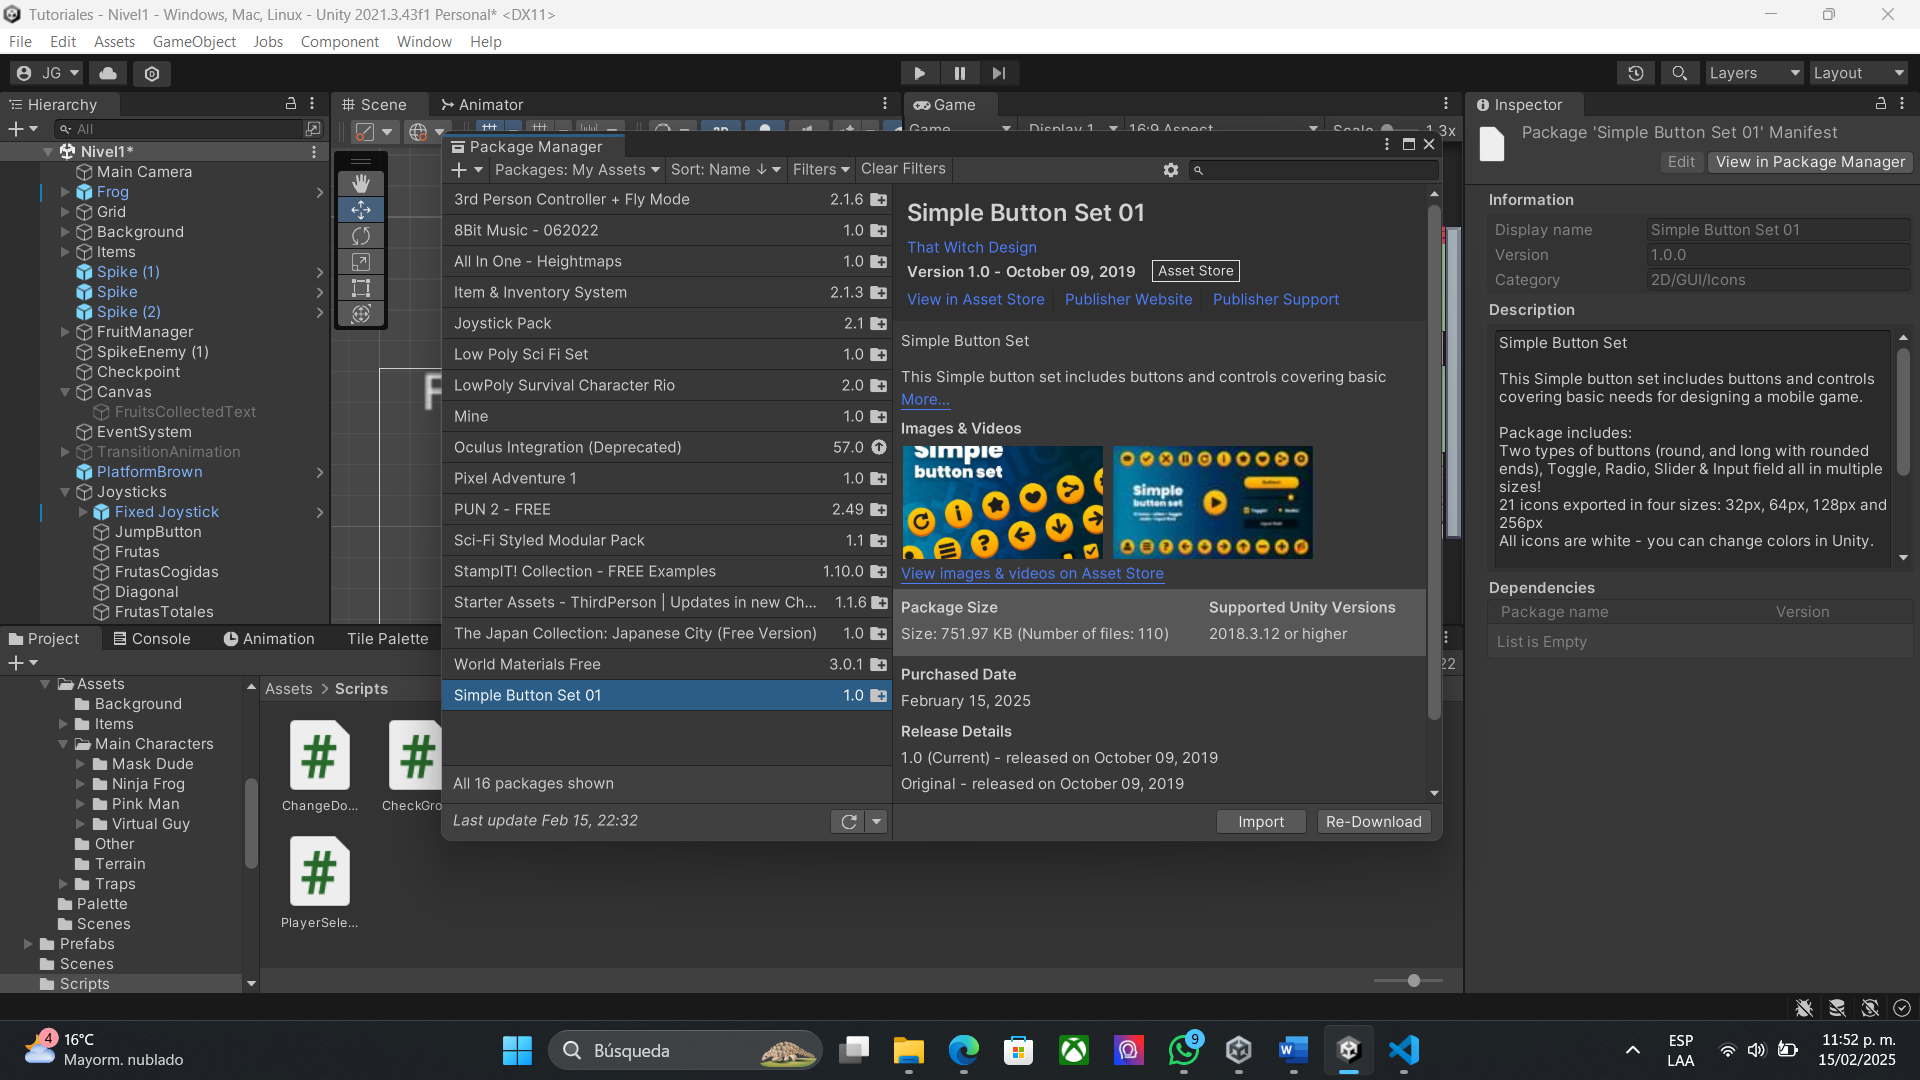 Tutoriales - Nivel1 - Windows, Mac, Linux - Unity 2021.3.43f1 Personal* <DX11>
File Edit Assets GameObject Jobs Component Window Help
JG
Layers
Layout
Hierarchy
All
Nivel1*
Main Camera
Frog
Grid
Background
Items
Spike (1)
Spike
Spike (2)
FruitManager
SpikeEnemy (1)
Checkpoint
Canvas
FruitsCollectedText
EventSystem
TransitionAnimation
PlatformBrown
Joysticks
Fixed Joystick
JumpButton
Frutas
FrutasCogidas
Diagonal
FrutasTotales
Scene
Animator
Game
Game Display 1 16:9 Aspect Scale 1.3x
Package Manager
Packages: My Assets
Sort: Name ↓
Filters
Clear Filters
3rd Person Controller + Fly Mode 2.1.6
8Bit Music - 062022 1.0
All In One - Heightmaps 1.0
Item & Inventory System 2.1.3
Joystick Pack 2.1
Low Poly Sci Fi Set 1.0
LowPoly Survival Character Rio 2.0
Mine 1.0
Oculus Integration (Deprecated) 57.0
Pixel Adventure 1 1.0
PUN 2 - FREE 2.49
Sci-Fi Styled Modular Pack 1.1
StampIT! Collection - FREE Examples 1.10.0
Starter Assets - ThirdPerson | Updates in new Ch... 1.1.6
The Japan Collection: Japanese City (Free Version) 1.0
World Materials Free 3.0.1
Simple Button Set 01 1.0
All 16 packages shown
Last update Feb 15, 22:32
Simple Button Set 01
That Witch Design
Version 1.0 - October 09, 2019 Asset Store
View in Asset Store Publisher Website Publisher Support
Simple Button Set
This Simple button set includes buttons and controls covering basic
More...
Images & Videos
Simple
button set
Simple
button set
View images & videos on Asset Store
Package Size
Size: 751.97 KB (Number of files: 110)
Supported Unity Versions
2018.3.12 or higher
Purchased Date
February 15, 2025
Release Details
1.0 (Current) - released on October 09, 2019
Original - released on October 09, 2019
Import
Re-Download
Inspector
Package 'Simple Button Set 01' Manifest
Edit
View in Package Manager
Information
Display name Simple Button Set 01
Version 1.0.0
Category 2D/GUI/Icons
Description
Simple Button Set
This Simple button set includes buttons and controls
covering basic needs for designing a mobile game.
Package includes:
Two types of buttons (round, and long with rounded
ends), Toggle, Radio, Slider & Input field all in multiple
sizes!
21 icons exported in four sizes: 32px, 64px, 128px and
256px
All icons are white - you can change colors in Unity.
Dependencies
Package name Version
List is Empty
Project
Console
Animation
Tile Palette
22
Assets
Background
Items
Main Characters
Mask Dude
Ninja Frog
Pink Man
Virtual Guy
Other
Terrain
Traps
Palette
Scenes
Prefabs
Scenes
Scripts
Assets > Scripts
ChangeDo...
CheckGro
PlayerSele...
4
16°C
Mayorm. nublado
Búsqueda
9
ESP
LAA
11:52 p. m.
15/02/2025